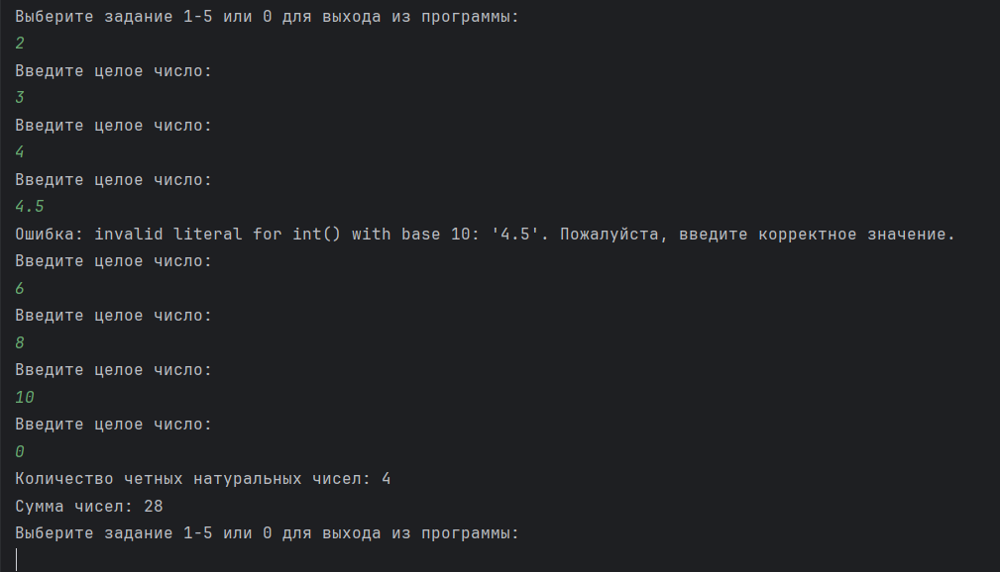 Выберите задание 1-5 или 0 для выхода из программы:
2
Введите целое число:
3
Введите целое число:
4
Введите целое число:
4.5
Ошибка: invalid literal for int() with base 10: '4.5'. Пожалуйста, введите корректное значение.
Введите целое число:
6
Введите целое число:
8
Введите целое число:
10
Введите целое число:
0
Количество четных натуральных чисел: 4
Сумма чисел: 28
Выберите задание 1-5 или 0 для выхода из программы: